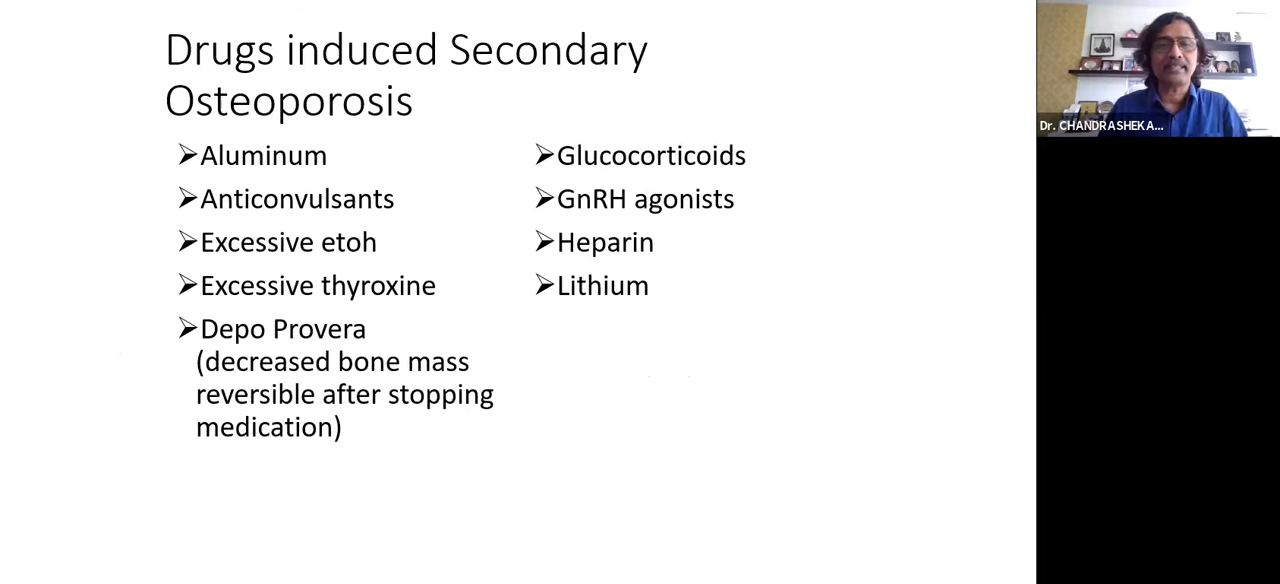 Drugs induced Secondary
Osteoporosis
➢Aluminum
➢Anticonvulsants
➢Excessive etoh
➢Excessive thyroxine
➢Depo Provera
(decreased bone mass
reversible after stopping
medication)
➢Glucocorticoids
➢GnRH agonists
➢Heparin
➢Lithium
Dr. CHANDRASHEKA...